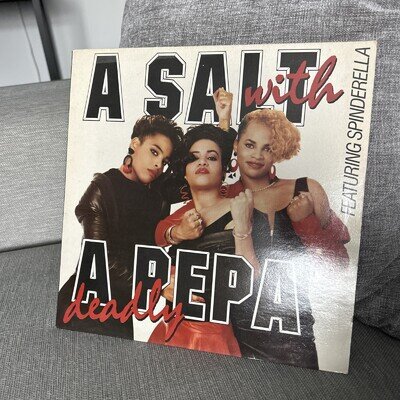 A SALT
with
FEATURING SPINDERELLA
A PEPA
deadly